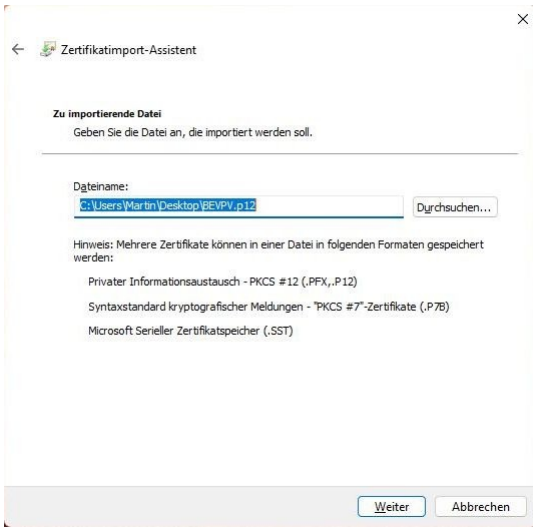 Zertifikatimport-Assistent
Zu importierende Datei
Geben Sie die Datei an, die importiert werden soll.
Dateiname:
C:\Users\Martin\Desktop\BEVPV.p12
Durchsuchen...
Hinweis: Mehrere Zertifikate können in einer Datei in folgenden Formaten gespeichert
werden:
Privater Informationsaustausch - PKCS #12 (.PFX,.P12)
Syntaxstandard kryptografischer Meldungen - "PKCS #7"-Zertifikate (.P7B)
Microsoft Serieller Zertifikatspeicher (.SST)
Weiter
Abbrechen